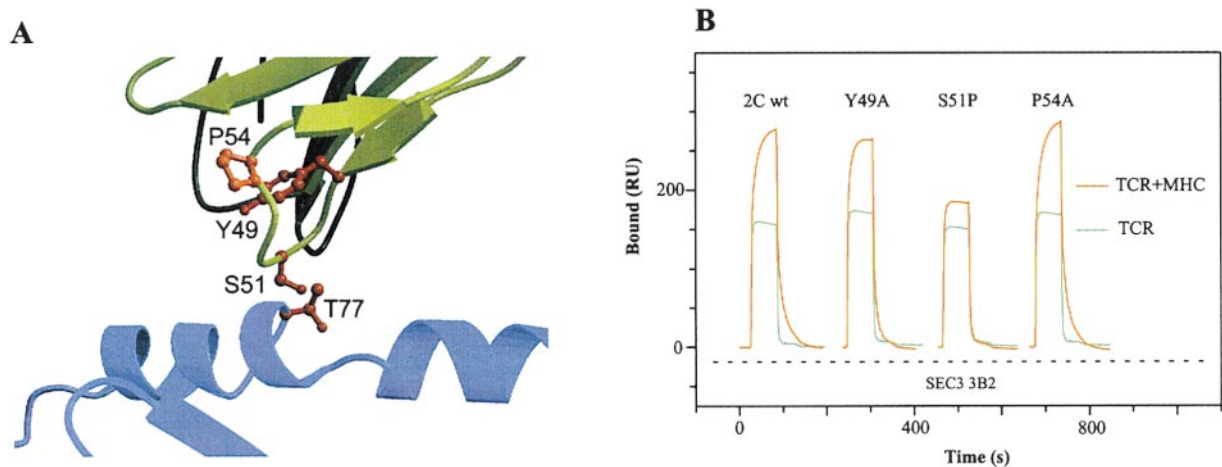 A
P54
Y49
S51
T77
B
2C wt
Y49A
S51P
P54A
TCR+MHC
TCR
Bound (RU)
200
0
SEC3 3B2
0
400
800
Time (s)